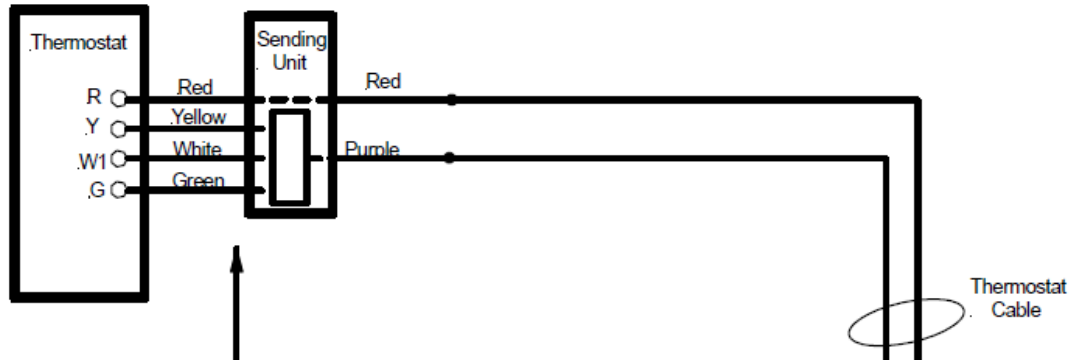 Thermostat
Sending
Unit
R
Red
Red
Y
Yellow
W1
White
Purple
G
Green
Thermostat
Cable